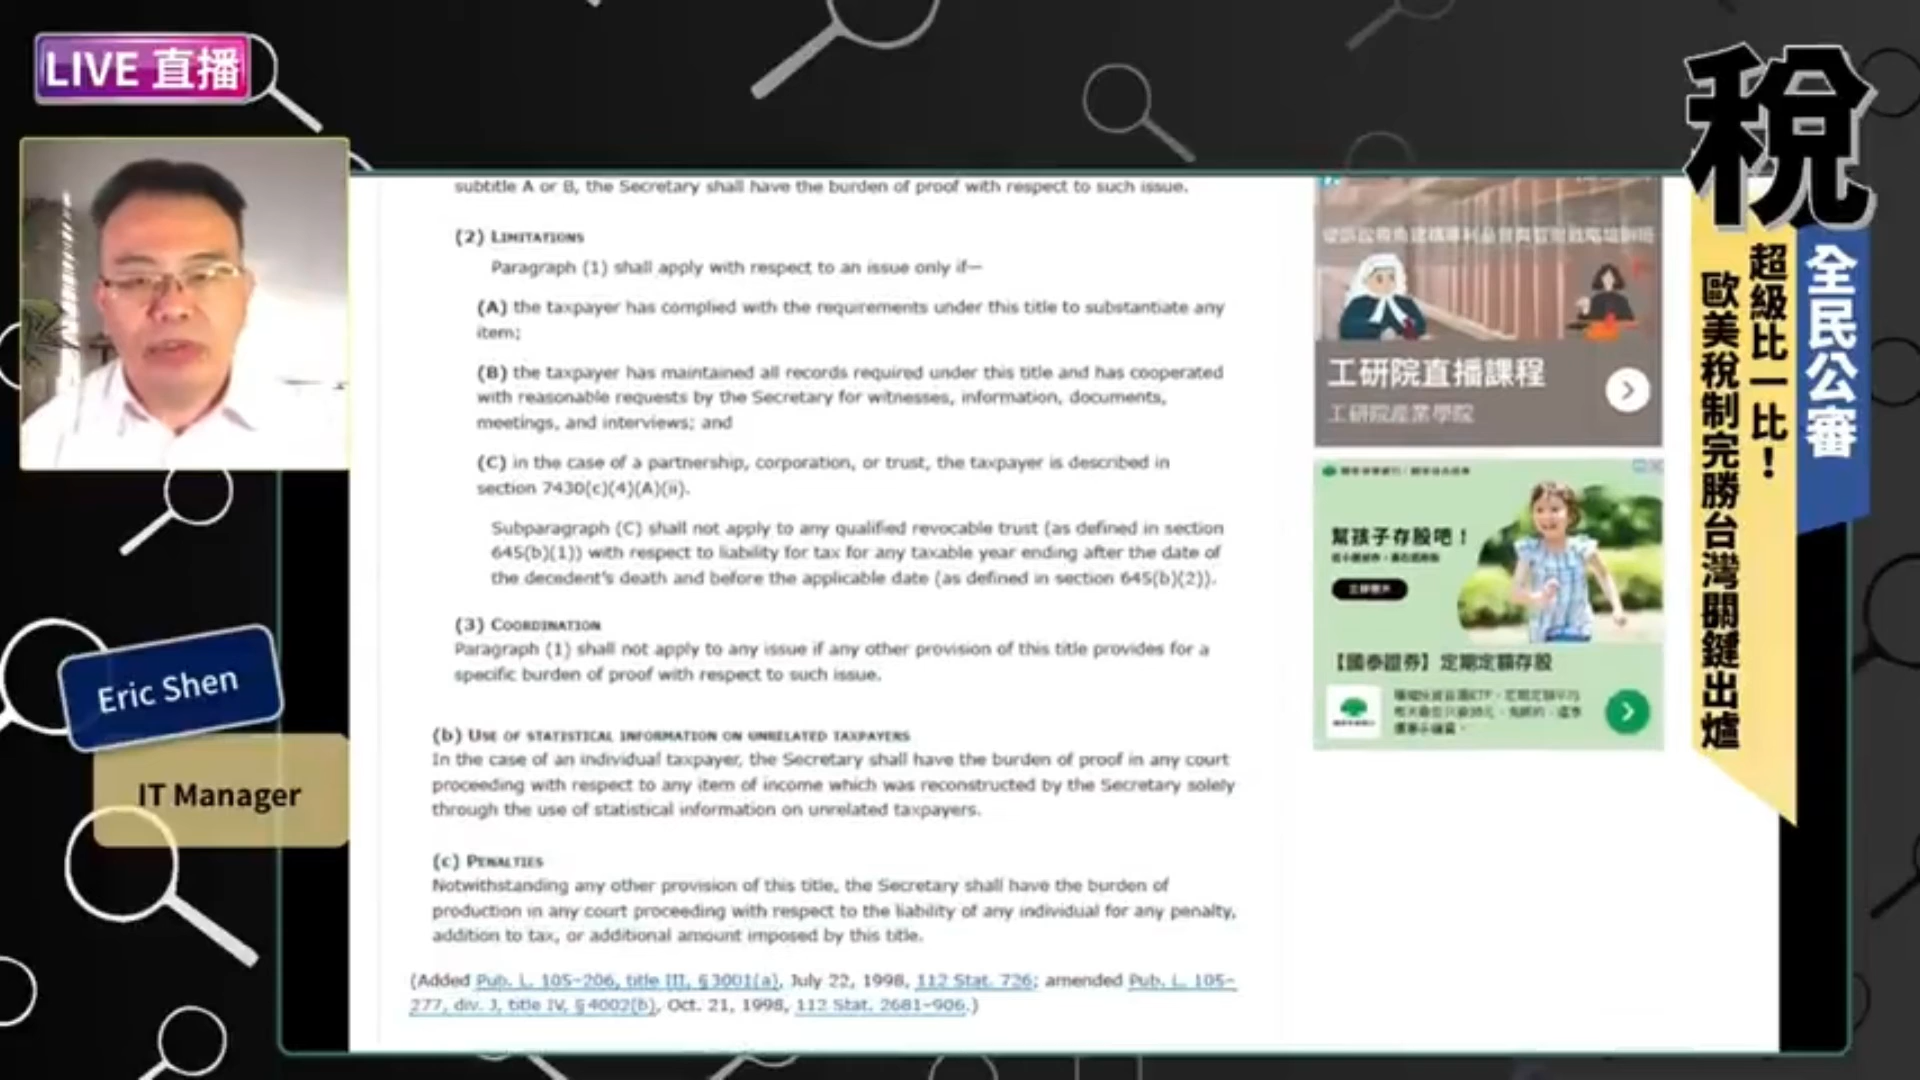 LIVE 直播
稅
全民公審
超級比一比！
歐美稅制完勝台灣關鍵出爐
Eric Shen
IT Manager
subtitle A or B, the Secretary shall have the burden of proof with respect to such issue.
(2) LIMITATIONS
Paragraph (1) shall apply with respect to an issue only if—
(A) the taxpayer has complied with the requirements under this title to substantiate any
item;
(B) the taxpayer has maintained all records required under this title and has cooperated
with reasonable requests by the Secretary for witnesses, information, documents,
meetings, and interviews; and
(C) in the case of a partnership, corporation, or trust, the taxpayer is described in
section 7430(c)(4)(A)(ii).
Subparagraph (C) shall not apply to any qualified revocable trust (as defined in section
645(b)(1)) with respect to liability for tax for any taxable year ending after the date of
the decedent's death and before the applicable date (as defined in section 645(b)(2)).
(3) COORDINATION
Paragraph (1) shall not apply to any issue if any other provision of this title provides for a
specific burden of proof with respect to such issue.
(b) USE OF STATISTICAL INFORMATION ON UNRELATED TAXPAYERS
In the case of an individual taxpayer, the Secretary shall have the burden of proof in any court
proceeding with respect to any item of income which was reconstructed by the Secretary solely
through the use of statistical information on unrelated taxpayers.
(c) PENALTIES
Notwithstanding any other provision of this title, the Secretary shall have the burden of
production in any court proceeding with respect to the liability of any individual for any penalty,
addition to tax, or additional amount imposed by this title.
(Added Pub. L. 105–206, title III, §3001(a), July 22, 1998, 112 Stat. 726; amended Pub. L. 105–
277, div. J, title IV, §4002(b), Oct. 21, 1998, 112 Stat. 2681–906.)
工研院直播課程
工研院產業學院
幫孩子存股吧！
【國泰證券】定期定額存股